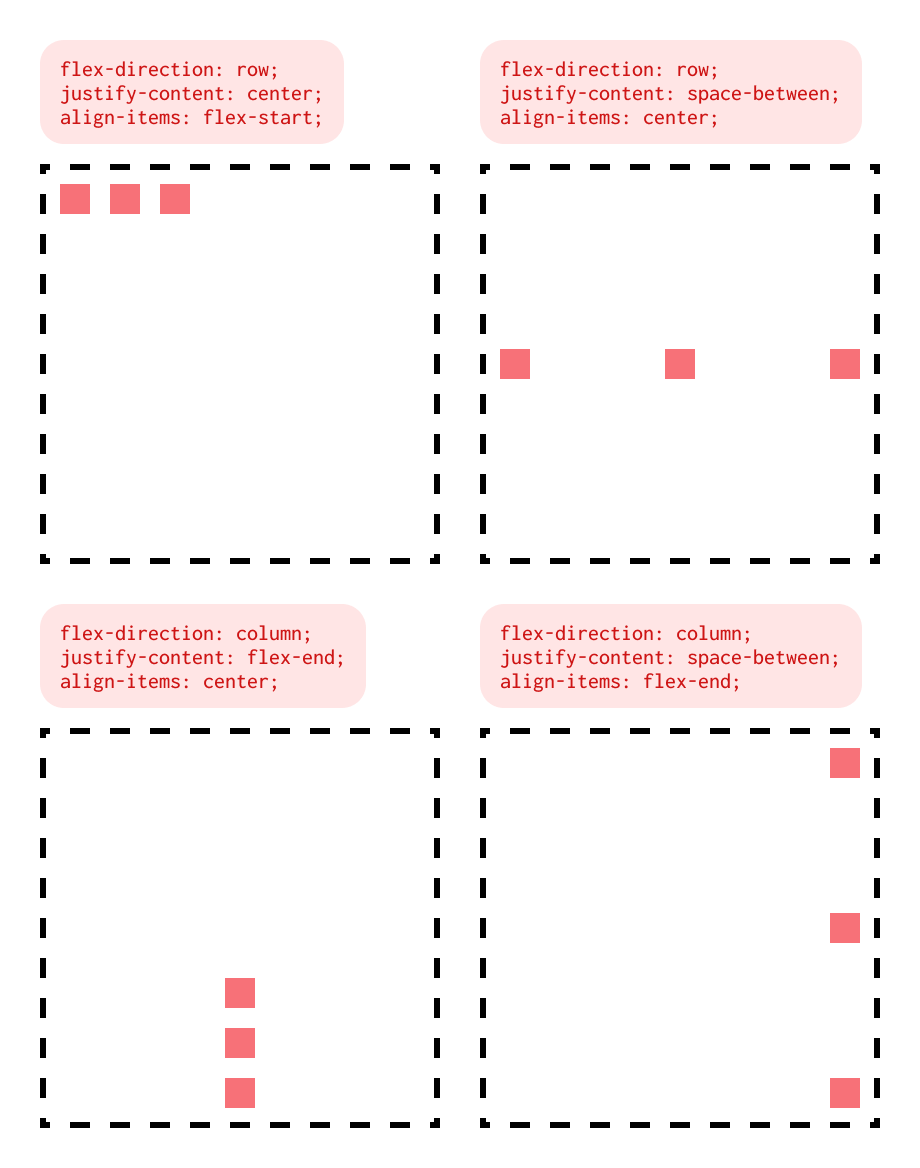 flex-direction: row;
justify-content: center;
align-items: flex-start;
flex-direction: row;
justify-content: space-between;
align-items: center;
flex-direction: column;
justify-content: flex-end;
align-items: center;
flex-direction: column;
justify-content: space-between;
align-items: flex-end;